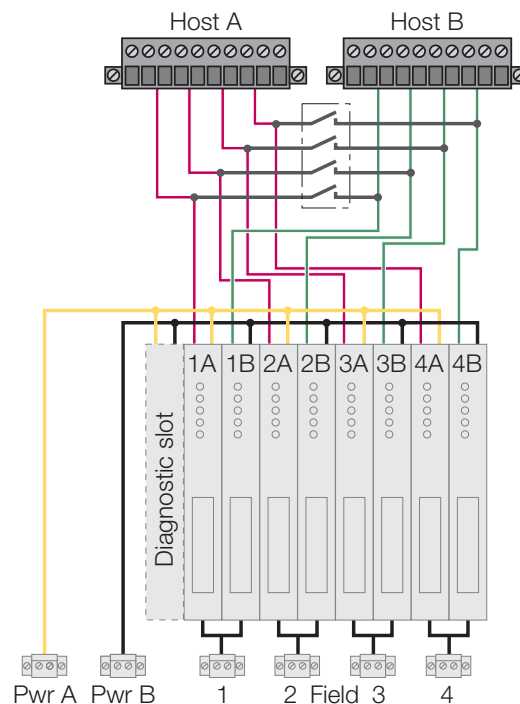 Host A Host B
1A 1B 2A 2B 3A 3B 4A 4B
Diagnostic slot
Pwr A Pwr B 1 2 Field 3 4